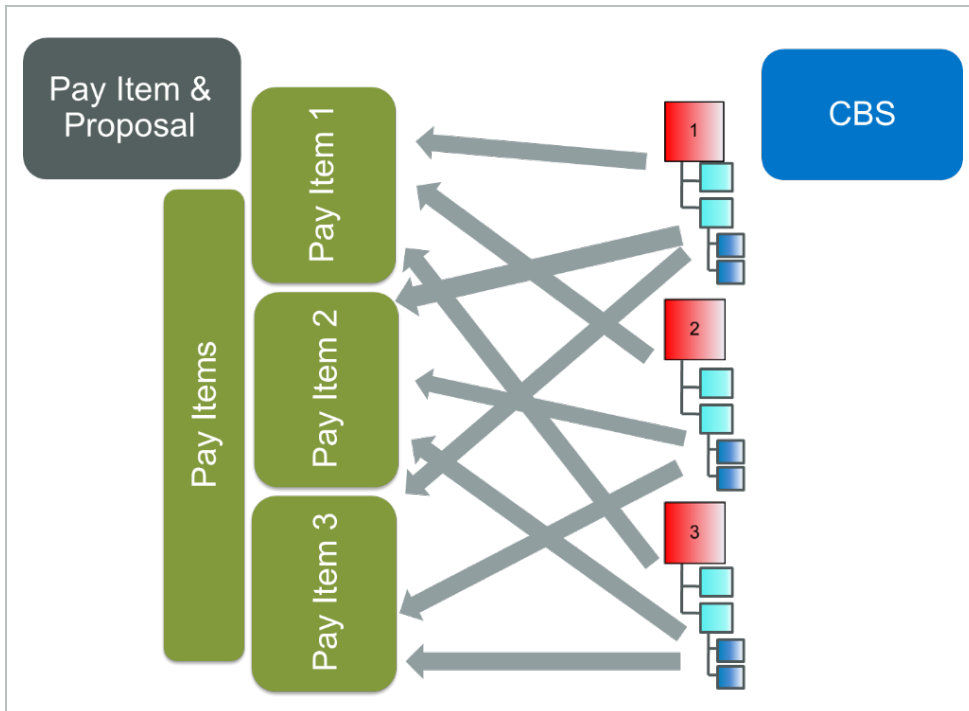 Pay Item &
Proposal
Pay Items
Pay Item 1
Pay Item 2
Pay Item 3
1
2
3
CBS